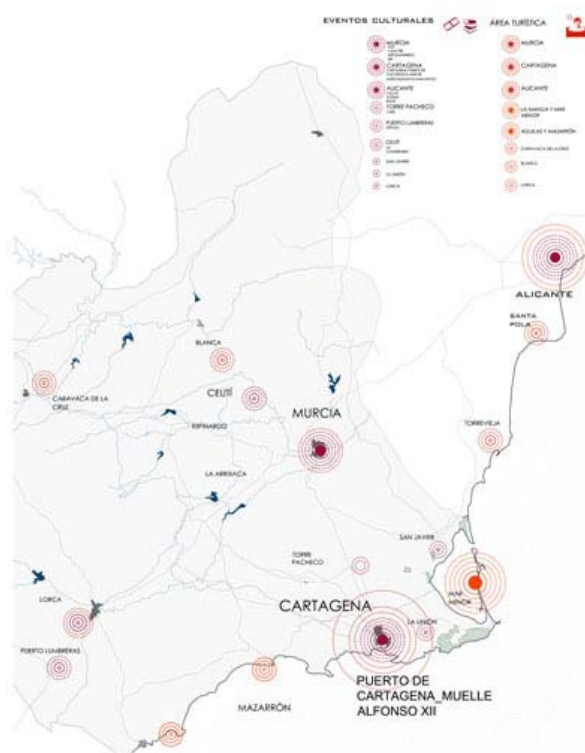 EVENTOS CULTURALES
MURCIA
CARTAGENA
ALICANTE
TORRE PACHECO
PUERTO LUMBRERAS
CEUTÍ
SAN JAVIER
LA UNIÓN
LORCA
ÁREA TURÍSTICA
MURCIA
CARTAGENA
ALICANTE
LA MANGA Y MAR
MENOR
AGUILAS Y MAZARRÓN
CARAVACA DE LA CRUZ
BLANCA
LORCA
ALICANTE
SANTA
POLA
BLANCA
CARAVACA DE LA
CRUZ
CEUTÍ
MURCIA
ESPINARDO
TORREVIEJA
LA ARRIXACA
SAN JAVIER
TORRE
PACHECO
MAR
MENOR
LORCA
CARTAGENA
LA UNIÓN
PUERTO LUMBRERAS
PUERTO DE
CARTAGENA_MUELLE
ALFONSO XII
MAZARRÓN